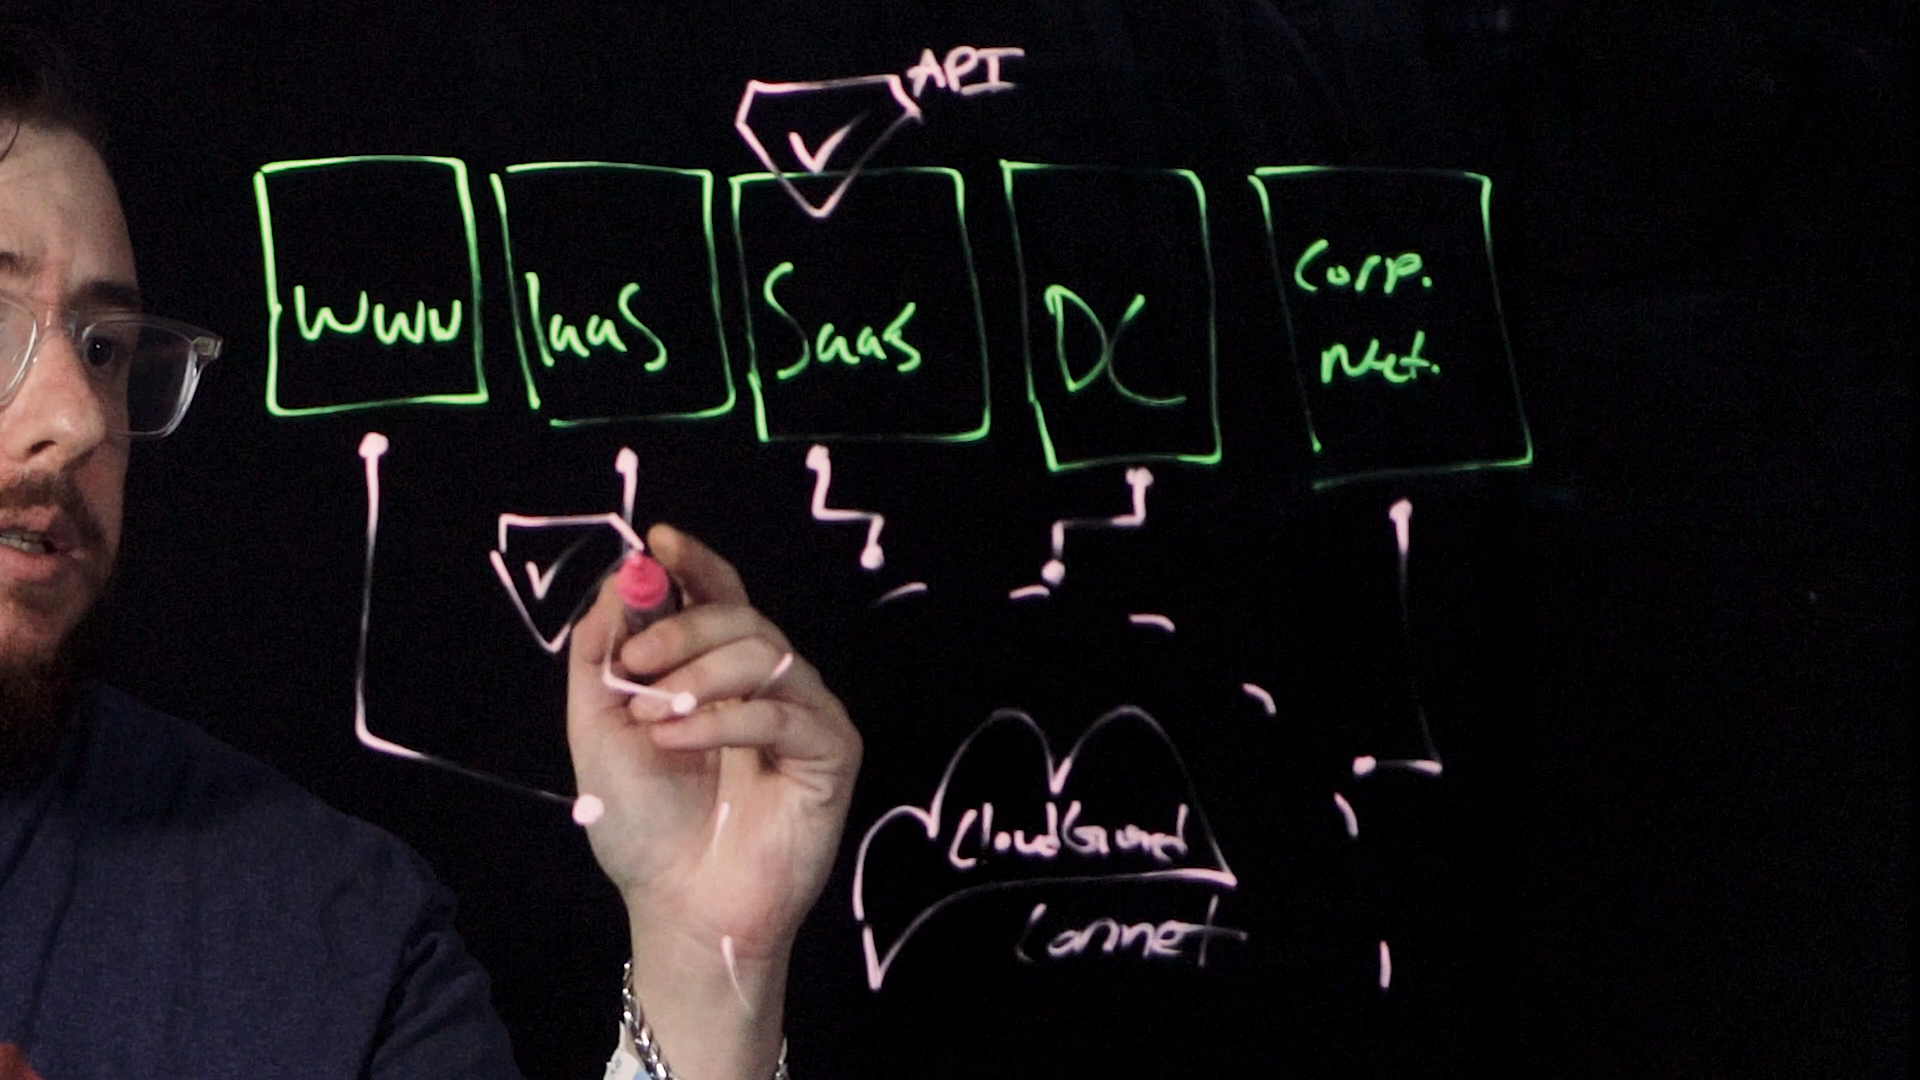 API
WWW
IaaS
SaaS
DC
Corp.
Net.
CloudGuard
Connect